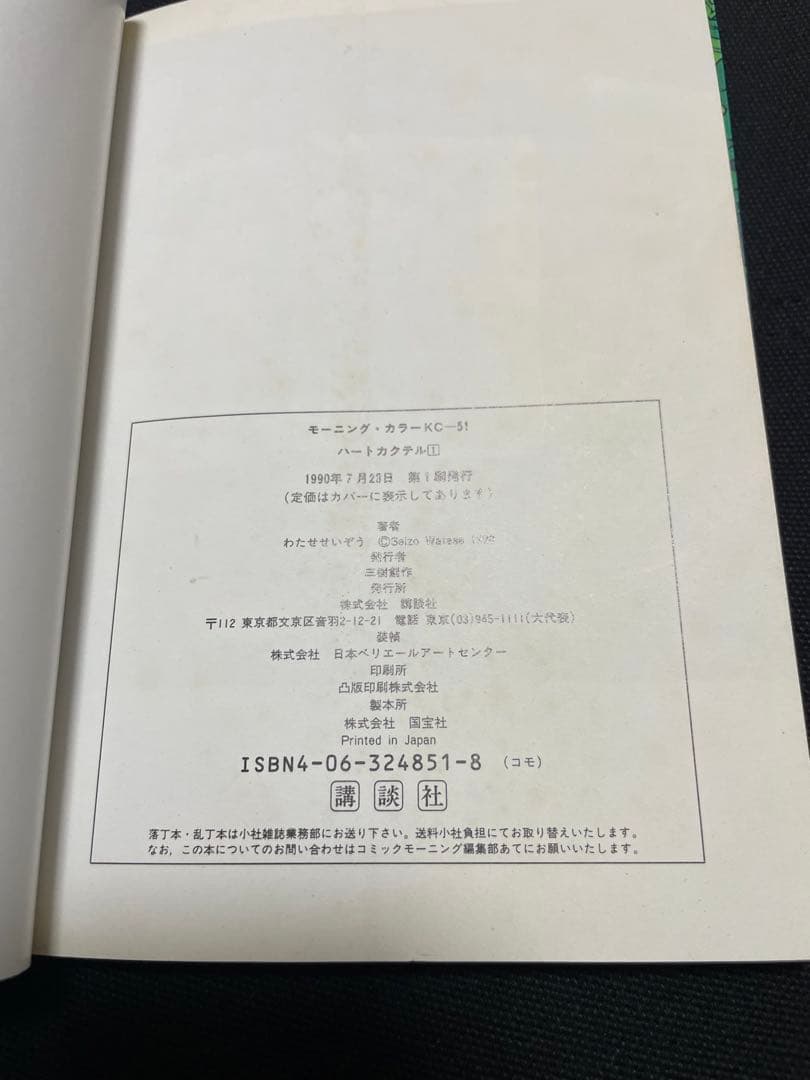 モーニング・カラーKC—51
ハートカクテル1
1990年7月23日 第1刷発行
(定価はカバーに表示してあります)
著者
わたせせいぞう ©Seizo Watase
発行者
三樹創作
発行所
株式会社 講談社
〒112 東京都文京区音羽2-12-21 電話 東京(03)945-1111(大代表)
装幀
株式会社 日本ベリエールアートセンター
印刷所
凸版印刷株式会社
製本所
株式会社 国宝社
Printed in Japan
ISBN4-06-324851-8 (コモ)
講談社
落丁本・乱丁本は小社雑誌業務部にお送り下さい。送料小社負担にてお取り替えいたします。
なお,この本についてのお問い合わせはコミックモーニング編集部あてにお願いいたします。